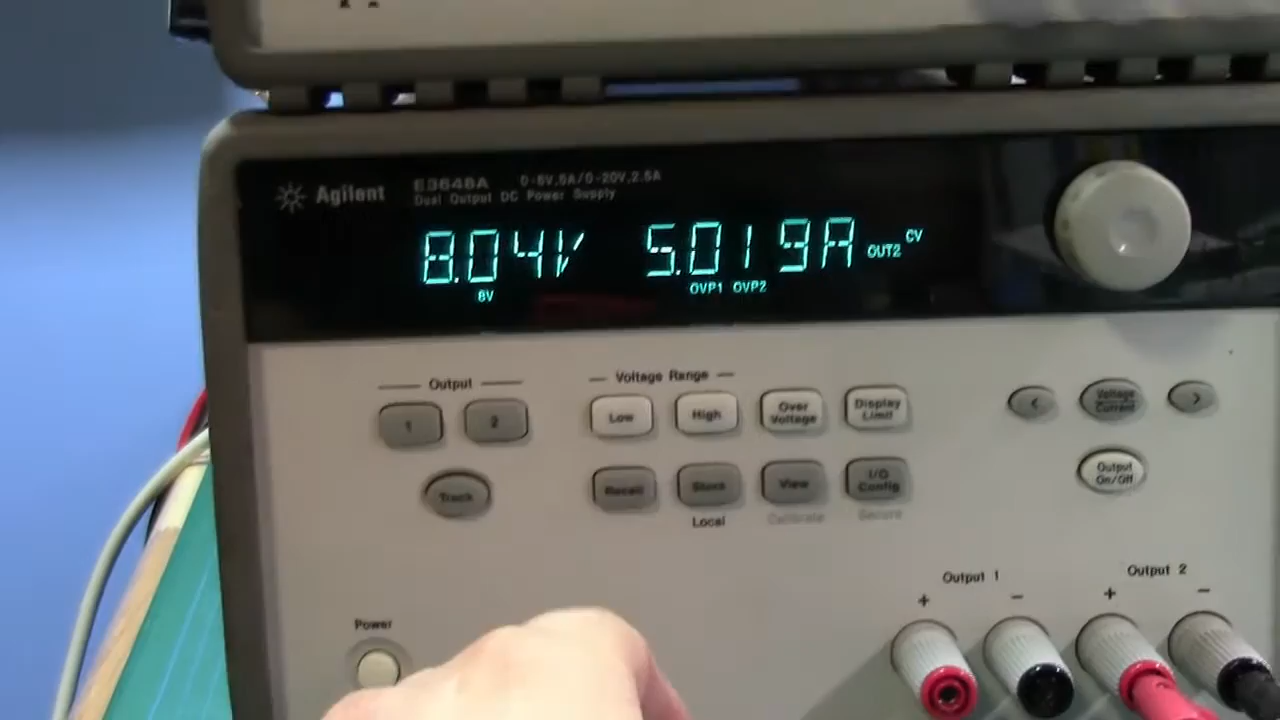 Agilent E3648A 0-8V,5A/0-20V,2.5A
Dual Output DC Power Supply
8.04V 5.019A OUT2 CV
8V OVP1 OVP2
Output
Voltage Range
1 2 Low High Over Voltage Display Limit < Voltage Current >
Track Recall Store View I/O Config Output On/Off
Local Calibrate Secure
Output 1 Output 2
+ − + −
Power